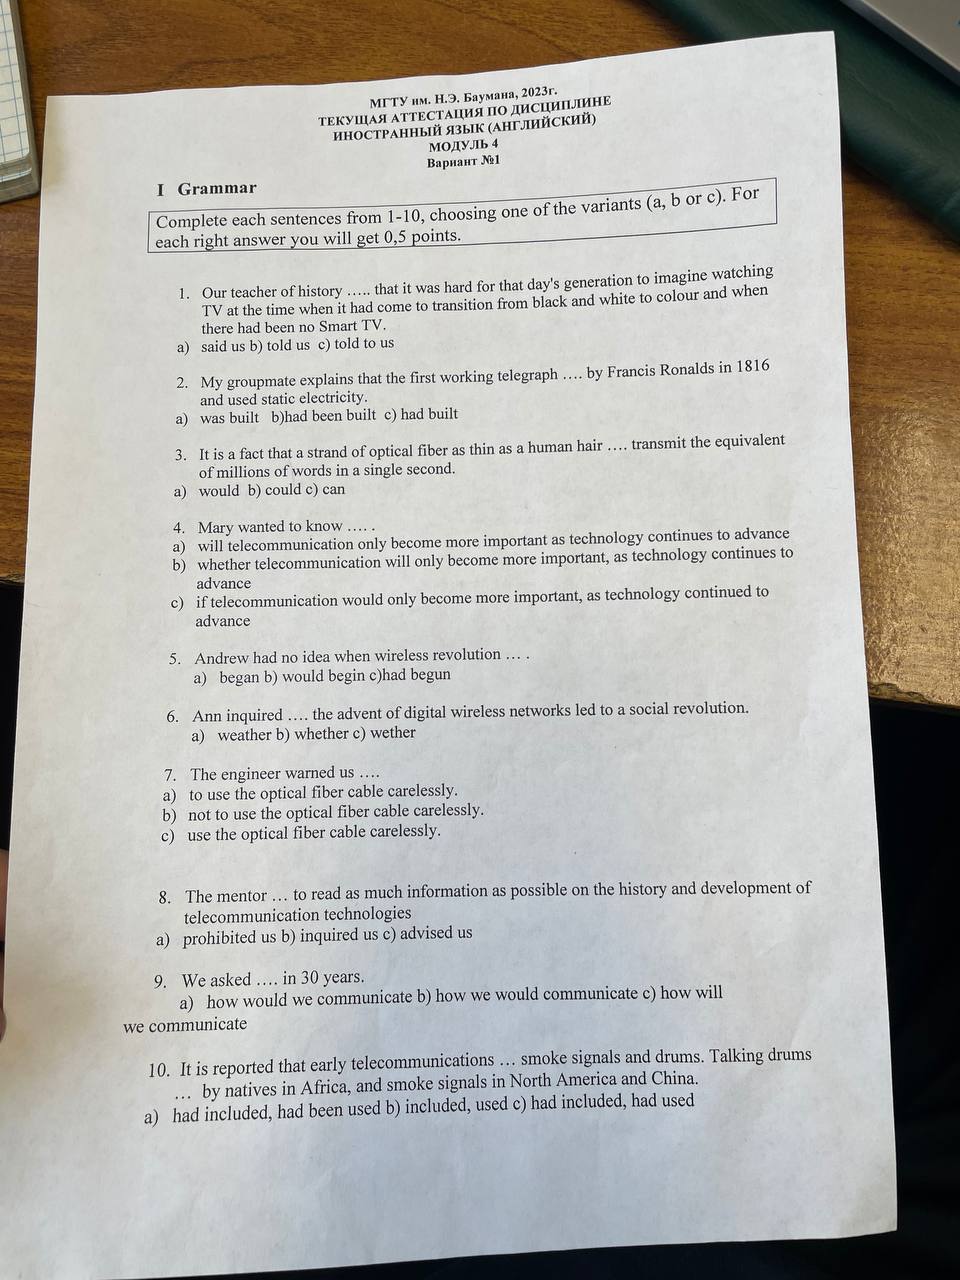 МГТУ им. Н.Э. Баумана, 2023г.
ТЕКУЩАЯ АТТЕСТАЦИЯ ПО ДИСЦИПЛИНЕ
ИНОСТРАННЫЙ ЯЗЫК (АНГЛИЙСКИЙ)
МОДУЛЬ 4
Вариант №1
I Grammar
Complete each sentences from 1-10, choosing one of the variants (a, b or c). For
each right answer you will get 0,5 points.
1. Our teacher of history ….. that it was hard for that day's generation to imagine watching
TV at the time when it had come to transition from black and white to colour and when
there had been no Smart TV.
a) said us b) told us c) told to us
2. My groupmate explains that the first working telegraph …. by Francis Ronalds in 1816
and used static electricity.
a) was built b)had been built c) had built
3. It is a fact that a strand of optical fiber as thin as a human hair …. transmit the equivalent
of millions of words in a single second.
a) would b) could c) can
4. Mary wanted to know ….. 
a) will telecommunication only become more important as technology continues to advance
b) whether telecommunication will only become more important, as technology continues to
advance
c) if telecommunication would only become more important, as technology continued to
advance
5. Andrew had no idea when wireless revolution … .
a) began b) would begin c)had begun
6. Ann inquired …. the advent of digital wireless networks led to a social revolution.
a) weather b) whether c) wether
7. The engineer warned us ….
a) to use the optical fiber cable carelessly.
b) not to use the optical fiber cable carelessly.
c) use the optical fiber cable carelessly.
8. The mentor … to read as much information as possible on the history and development of
telecommunication technologies
a) prohibited us b) inquired us c) advised us
9. We asked …. in 30 years.
a) how would we communicate b) how we would communicate c) how will
we communicate
10. It is reported that early telecommunications … smoke signals and drums. Talking drums
… by natives in Africa, and smoke signals in North America and China.
a) had included, had been used b) included, used c) had included, had used